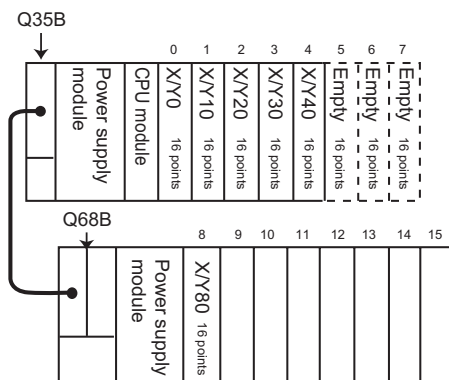 Q35B
0 1 2 3 4 5 6 7
Power supply
module
CPU module
X/Y0 16 points
X/Y10 16 points
X/Y20 16 points
X/Y30 16 points
X/Y40 16 points
Empty 16 points
Empty 16 points
Empty 16 points
Q68B
8 9 10 11 12 13 14 15
Power supply
module
X/Y80 16 points